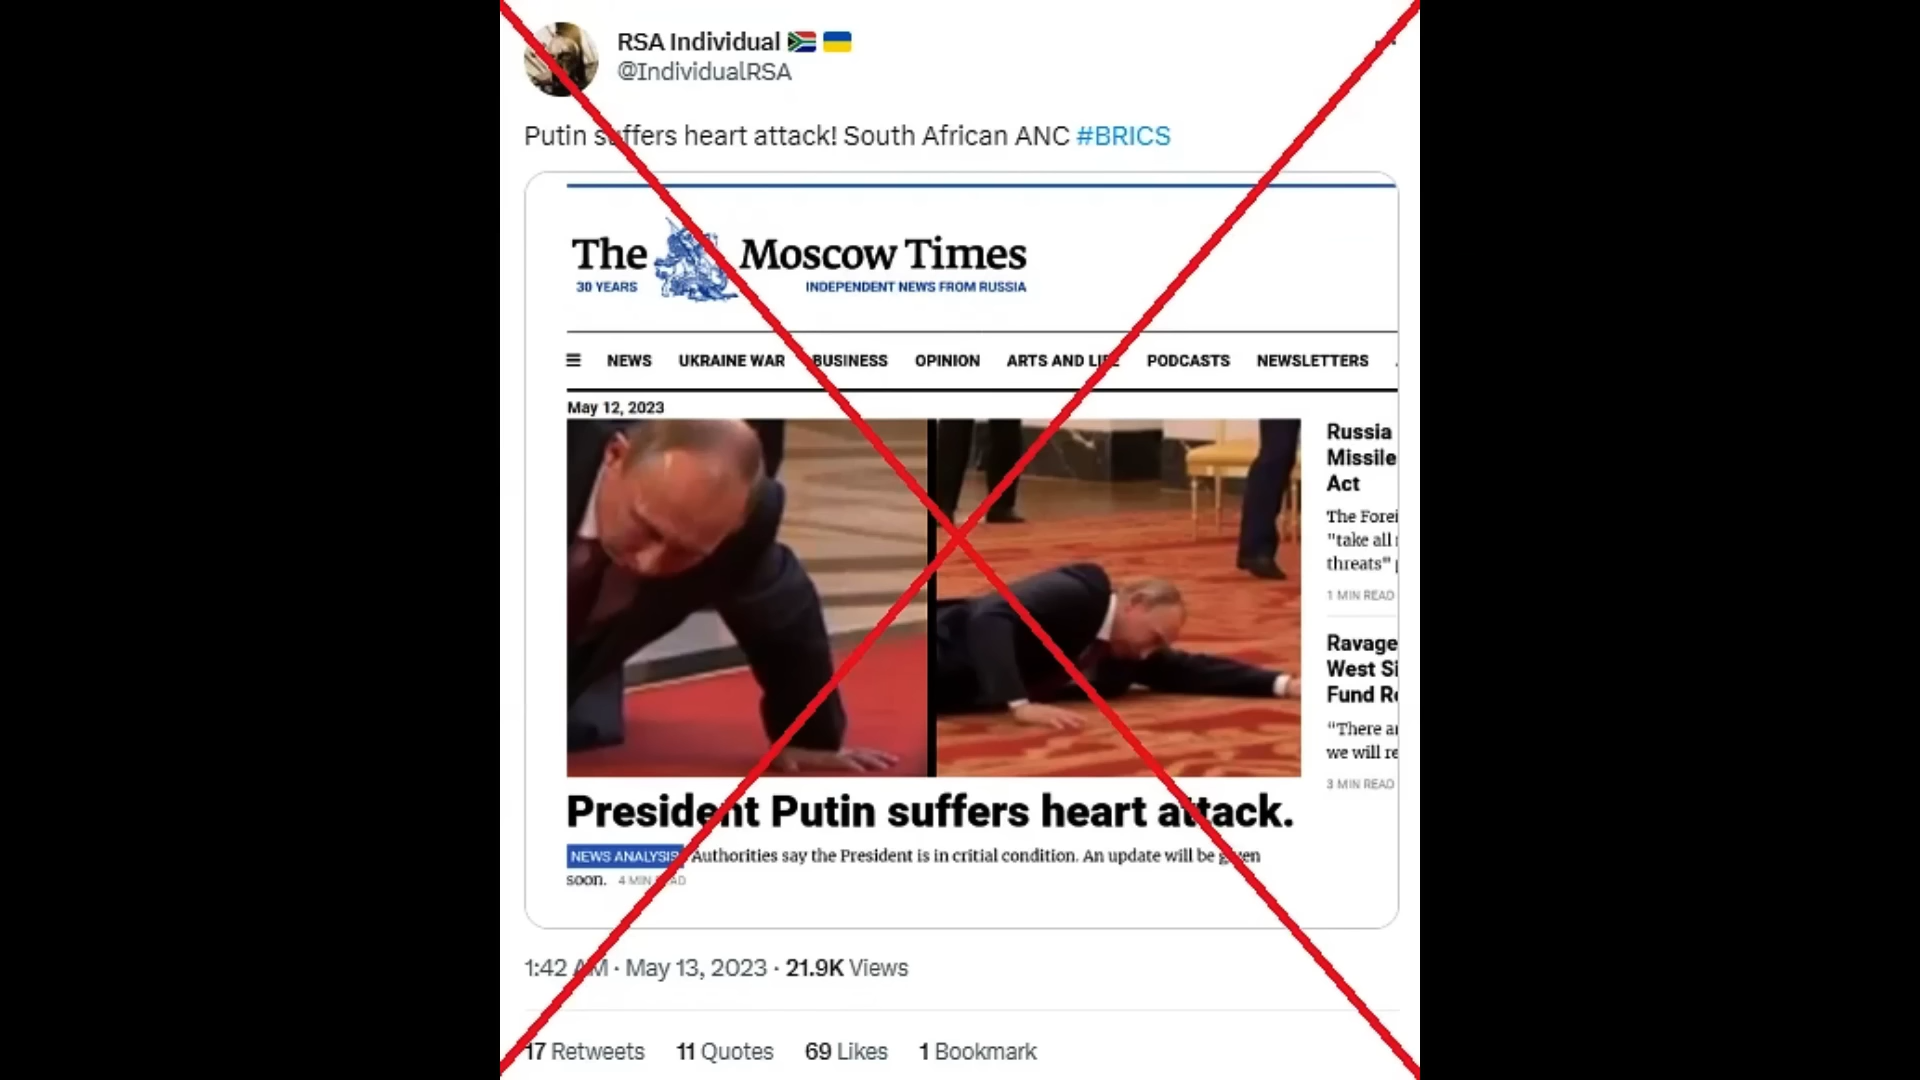 RSA Individual
@IndividualRSA
Putin suffers heart attack! South African ANC #BRICS
The Moscow Times
30 YEARS INDEPENDENT NEWS FROM RUSSIA
NEWS UKRAINE WAR BUSINESS OPINION ARTS AND LIFE PODCASTS NEWSLETTERS
May 12, 2023
Russia
Missile
Act
The Forei
"take all
threats"
1 MIN READ
Ravage
West Si
Fund Re
“There ar
we will re
3 MIN READ
President Putin suffers heart attack.
NEWS ANALYSIS Authorities say the President is in critial condition. An update will be given
soon. 4 MIN READ
1:42 AM · May 13, 2023 · 21.9K Views
17 Retweets 11 Quotes 69 Likes 1 Bookmark